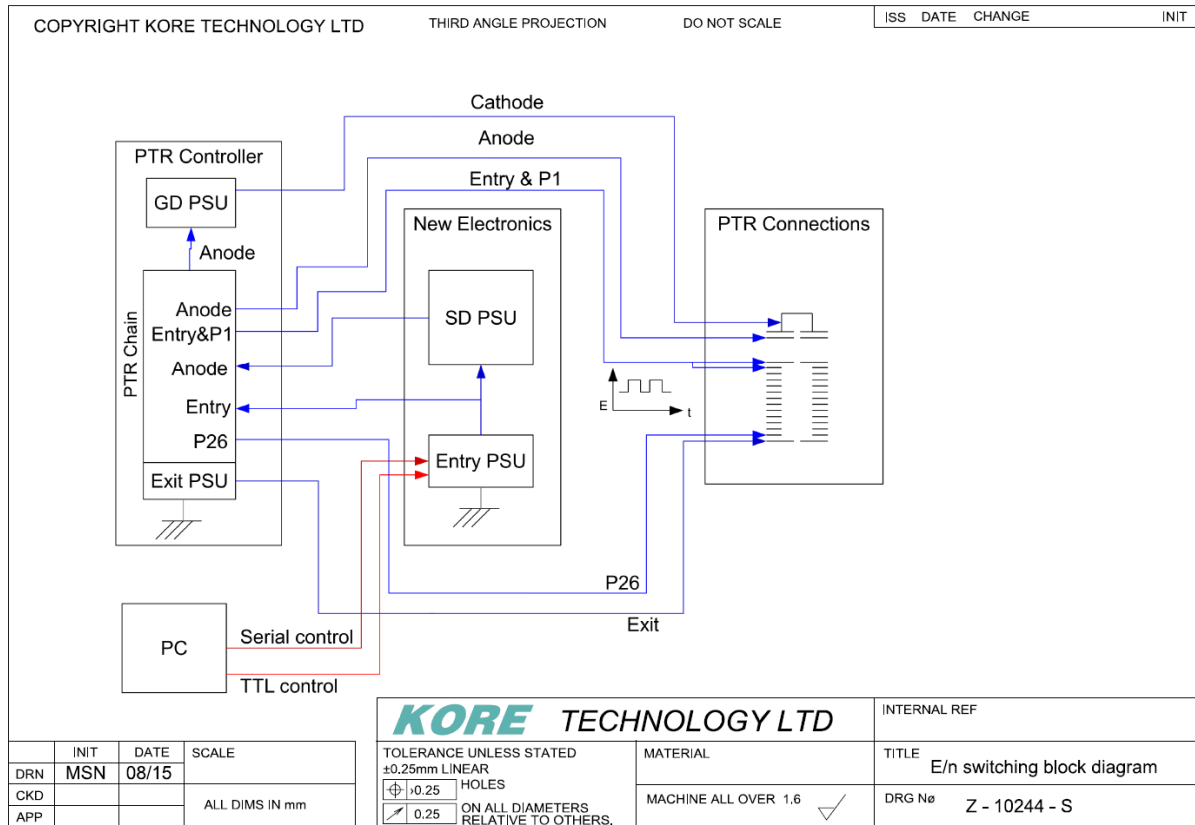 COPYRIGHT KORE TECHNOLOGY LTD
THIRD ANGLE PROJECTION
DO NOT SCALE
ISS DATE CHANGE INIT
Cathode
Anode
Entry & P1
PTR Controller
GD PSU
Anode
PTR Chain
Anode
Entry&P1
Anode
Entry
P26
Exit PSU
New Electronics
SD PSU
Entry PSU
PTR Connections
E
t
P26
Exit
PC
Serial control
TTL control
KORE TECHNOLOGY LTD
INTERNAL REF
INIT DATE SCALE
DRN MSN 08/15
CKD
APP
ALL DIMS IN mm
TOLERANCE UNLESS STATED
±0.25mm LINEAR
›0.25 HOLES
0.25 ON ALL DIAMETERS
RELATIVE TO OTHERS.
MATERIAL
MACHINE ALL OVER 1.6
TITLE
E/n switching block diagram
DRG Nø Z - 10244 - S